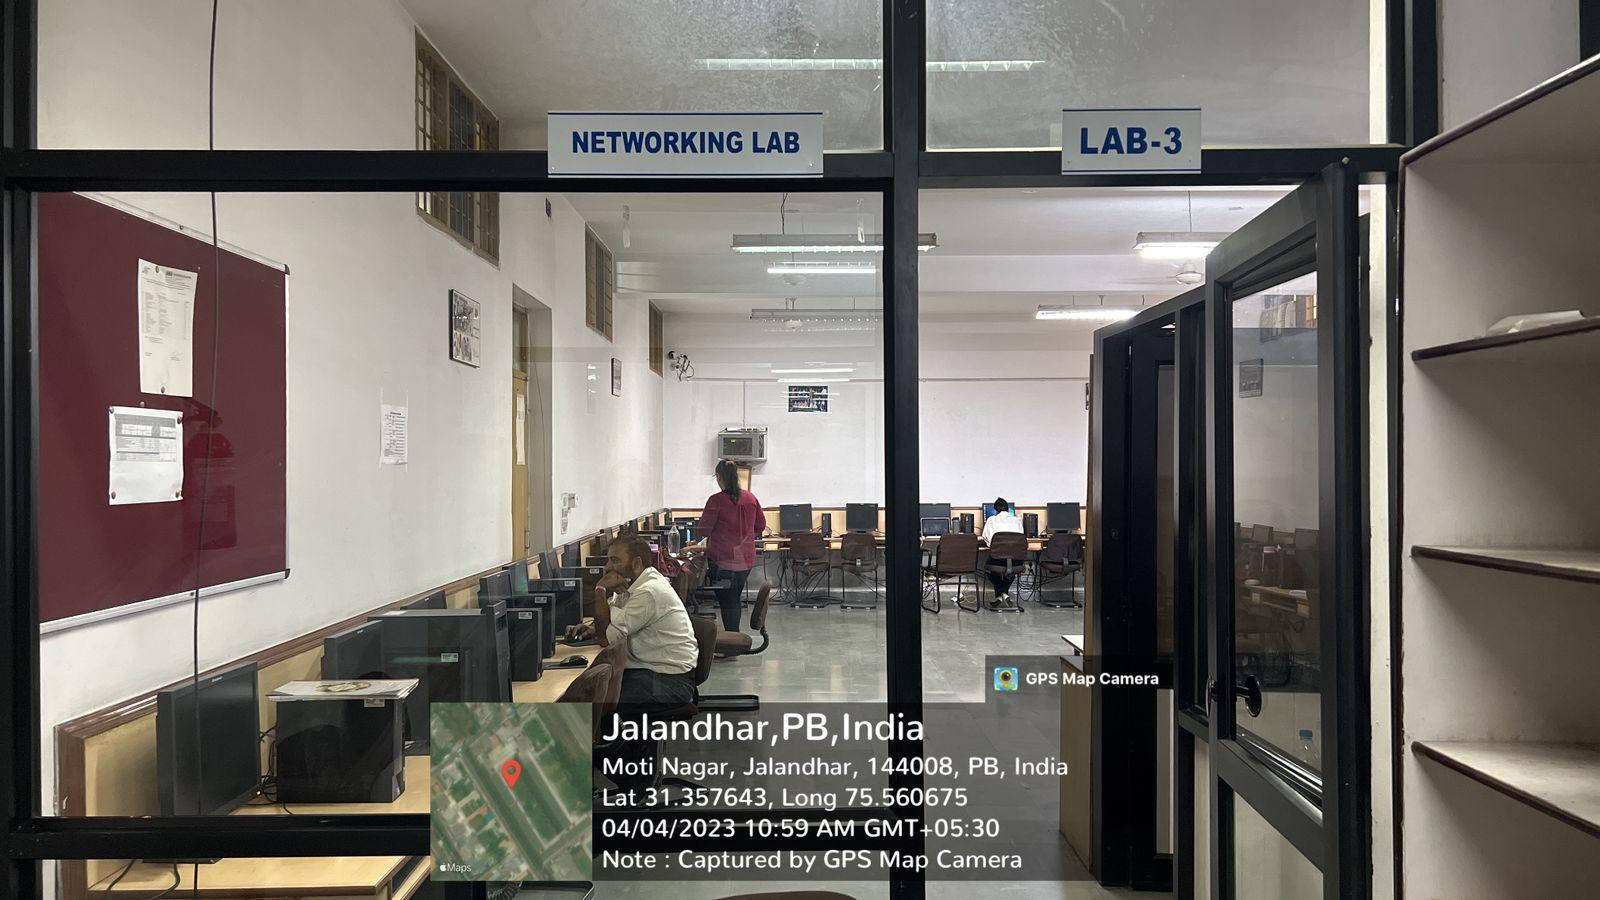 NETWORKING LAB
LAB-3
GPS Map Camera
Jalandhar,PB,India
Moti Nagar, Jalandhar, 144008, PB, India
Lat 31.357643, Long 75.560675
04/04/2023 10:59 AM GMT+05:30
Note : Captured by GPS Map Camera
Maps